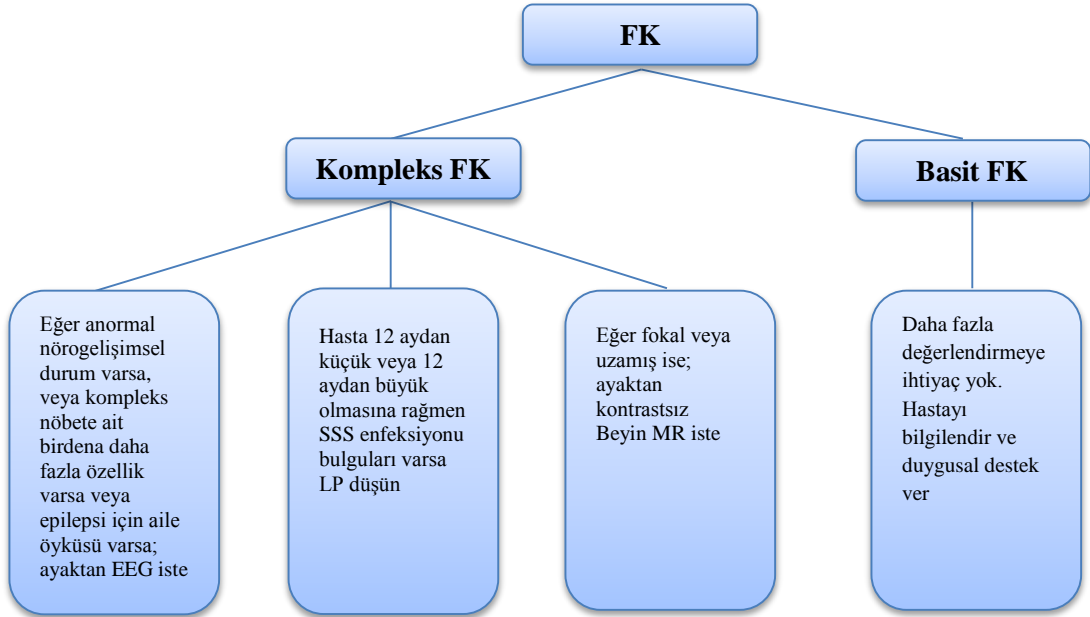 FK
Kompleks FK
Basit FK
Eğer anormal
nörogelişimsel
durum varsa,
veya kompleks
nöbete ait
birdena daha
fazla özellik
varsa veya
epilepsi için aile
öyküsü varsa;
ayaktan EEG iste
Hasta 12 aydan
küçük veya 12
aydan büyük
olmasına rağmen
SSS enfeksiyonu
bulguları varsa
LP düşün
Eğer fokal veya
uzamış ise;
ayaktan
kontrastsız
Beyin MR iste
Daha fazla
değerlendirmeye
ihtiyaç yok.
Hastayı
bilgilendir ve
duygusal destek
ver